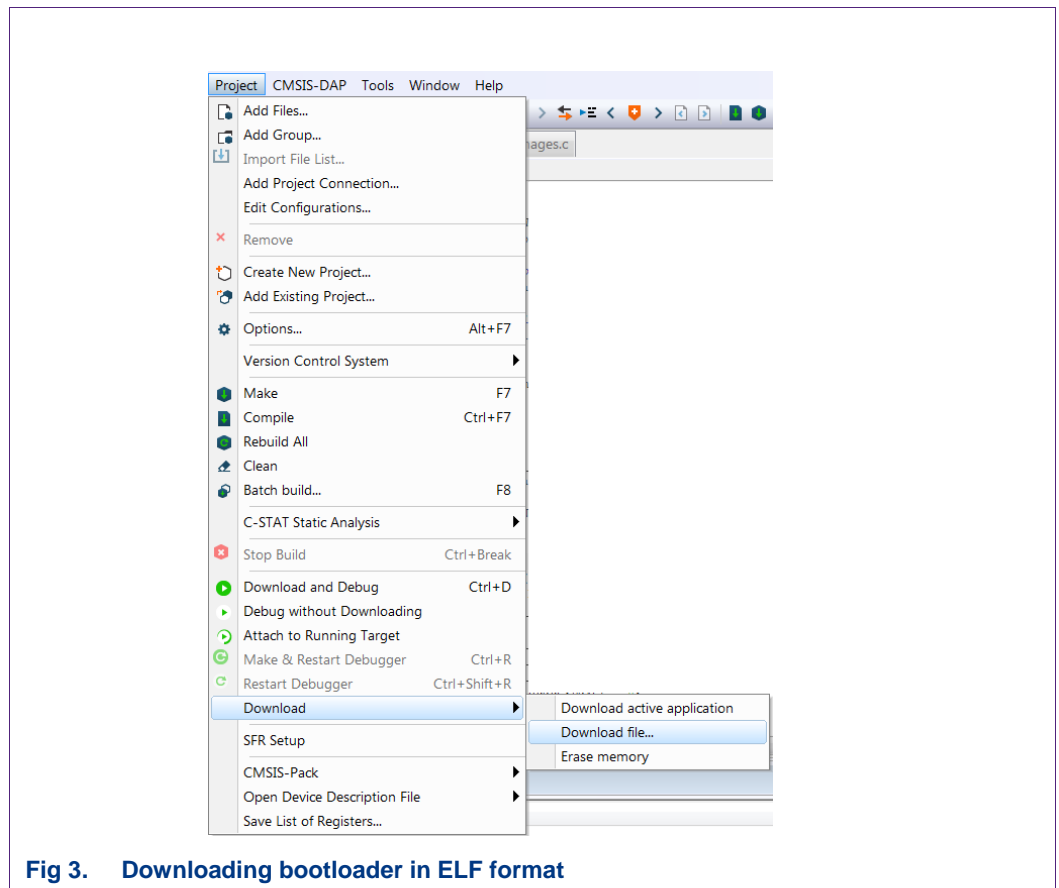 Project CMSIS-DAP Tools Window Help
Add Files...
Add Group...
ages.c
Import File List...
Add Project Connection...
Edit Configurations...
Remove
Create New Project...
Add Existing Project...
Options... Alt+F7
Version Control System
Make F7
Compile Ctrl+F7
Rebuild All
Clean
Batch build... F8
C-STAT Static Analysis
Stop Build Ctrl+Break
Download and Debug Ctrl+D
Debug without Downloading
Attach to Running Target
Make & Restart Debugger Ctrl+R
Restart Debugger Ctrl+Shift+R
Download
Download active application
Download file...
Erase memory
SFR Setup
CMSIS-Pack
Open Device Description File
Save List of Registers...
Fig 3. Downloading bootloader in ELF format